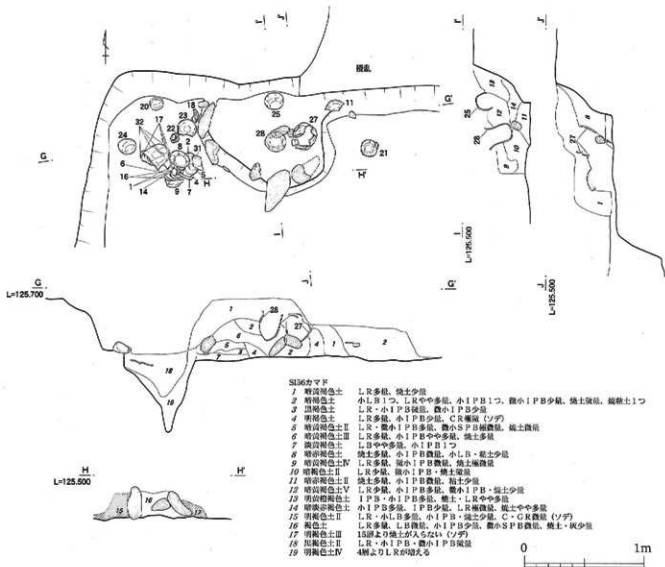 撹乱
G
G'
H
H'
I
I'
J
J'
L=125.700
L=125.500
L=125.500
L=125.500
SI36カマド
1 暗黄褐色土 LR多量、焼土少量
2 暗褐色土 小LB1つ、LRやや多量、小IPB1つ、微小IPB少量、焼土微量、焼粘土1つ
3 黒褐色土 LR・小IPB微量、微小IPB少量
4 明褐色土 LR多量、小IPB少量、CR極微(ソデ)
5 暗黄褐色土Ⅱ LR・微小IPB多量、微小SPB極微量、焼土微量
6 暗黄褐色土Ⅲ LR多量、小IPBやや多量、焼土多量
7 淡黄褐色土 LBやや多量、小IPB1つ
8 暗赤褐色土 焼土多量、小IPB微量、小LB・粘土少量
9 暗黄褐色土Ⅳ LR多量、微小IPB微量、焼土極微量
10 暗褐色土Ⅱ LR少量、微小IPB・焼土微量
11 暗赤褐色土Ⅱ 焼土多量、小IPB微量、粘土少量
12 暗黄褐色土Ⅴ LR少量、小IPB多量、微小IPB・焼土少量
13 黄橙褐色土 IPB・小IPB多量、焼土・LRやや多量
14 暗淡赤褐色土 小IPB多量、IPB少量、LR極微量、焼土やや多量
15 明褐色土Ⅱ LR・小LB多量、小IPB・焼土少量、C・CR微量(ソデ)
16 褐色土 LR多量、LB微量、小IPB少量、微小SPB微量、焼土・灰少量
17 明褐色土Ⅲ 15層より焼土が入らない(ソデ)
18 黒褐色土Ⅱ LR・小IPB・微小IPB微量
19 明褐色土Ⅳ 4層よりLRが増える
0 1m